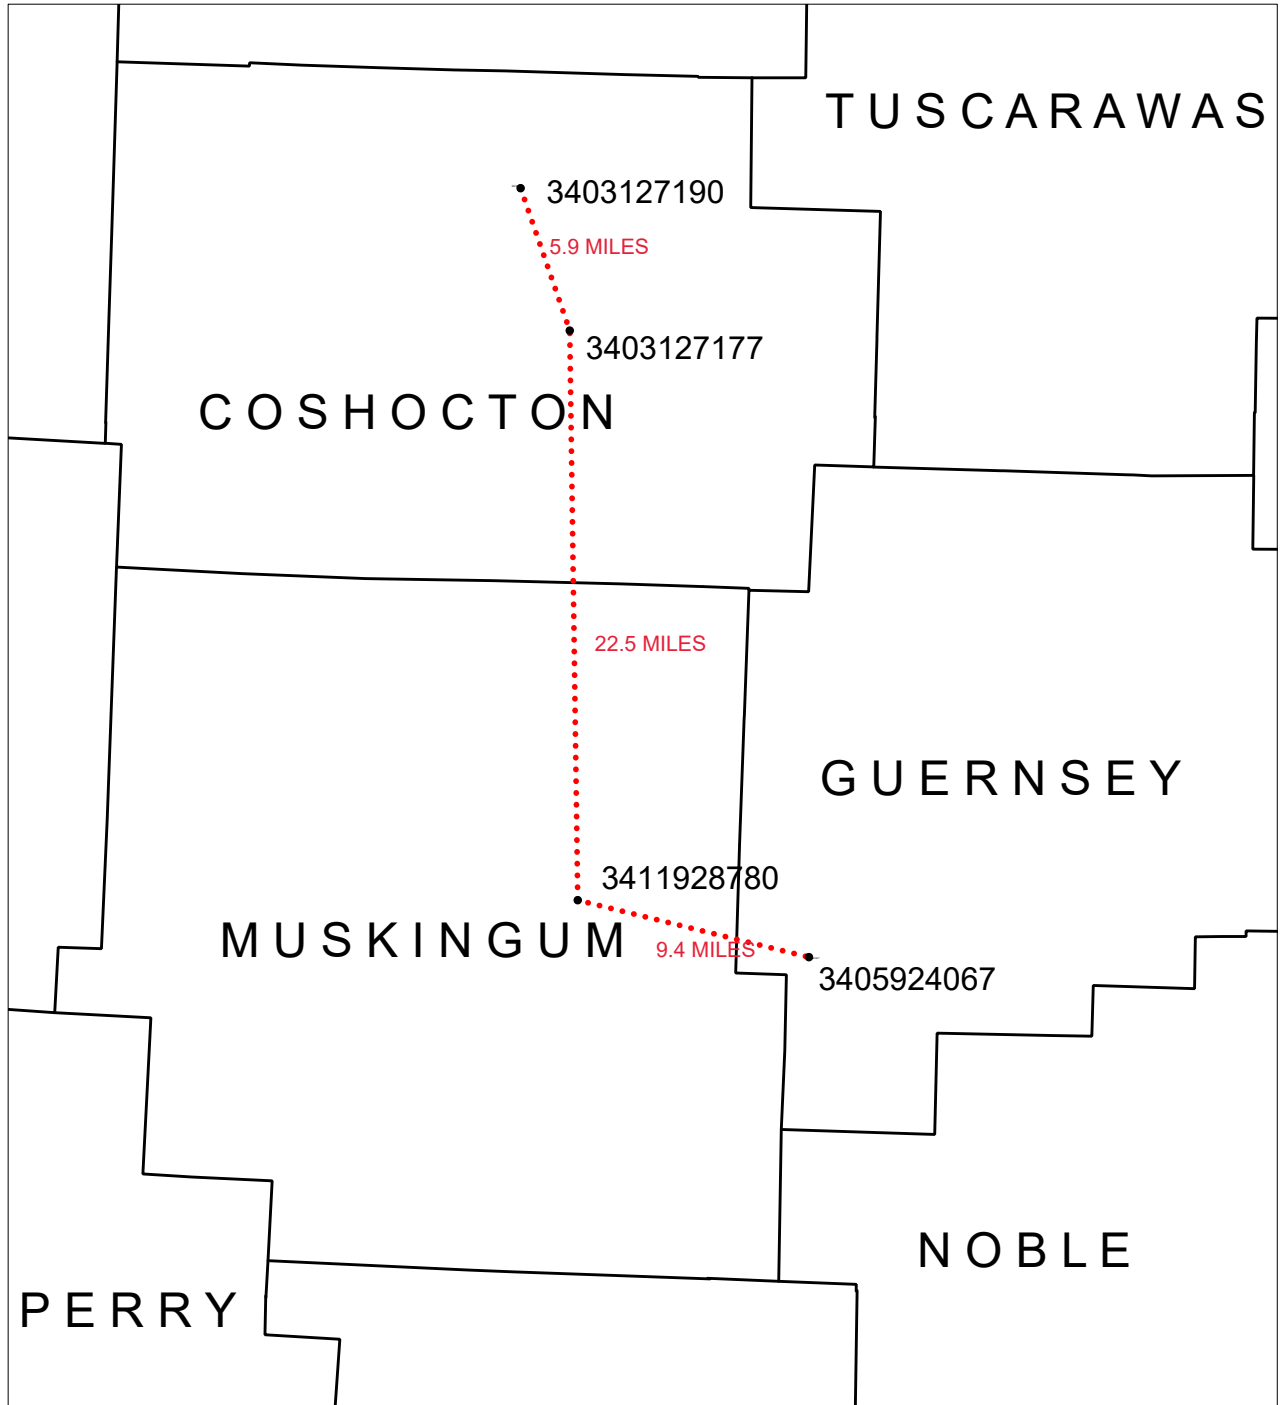 TUSCARAWAS
3403127190
5.9 MILES
3403127177
COSHOCTON
22.5 MILES
GUERNSEY
3411928780
MUSKINGUM
9.4 MILES
3405924067
NOBLE
PERRY